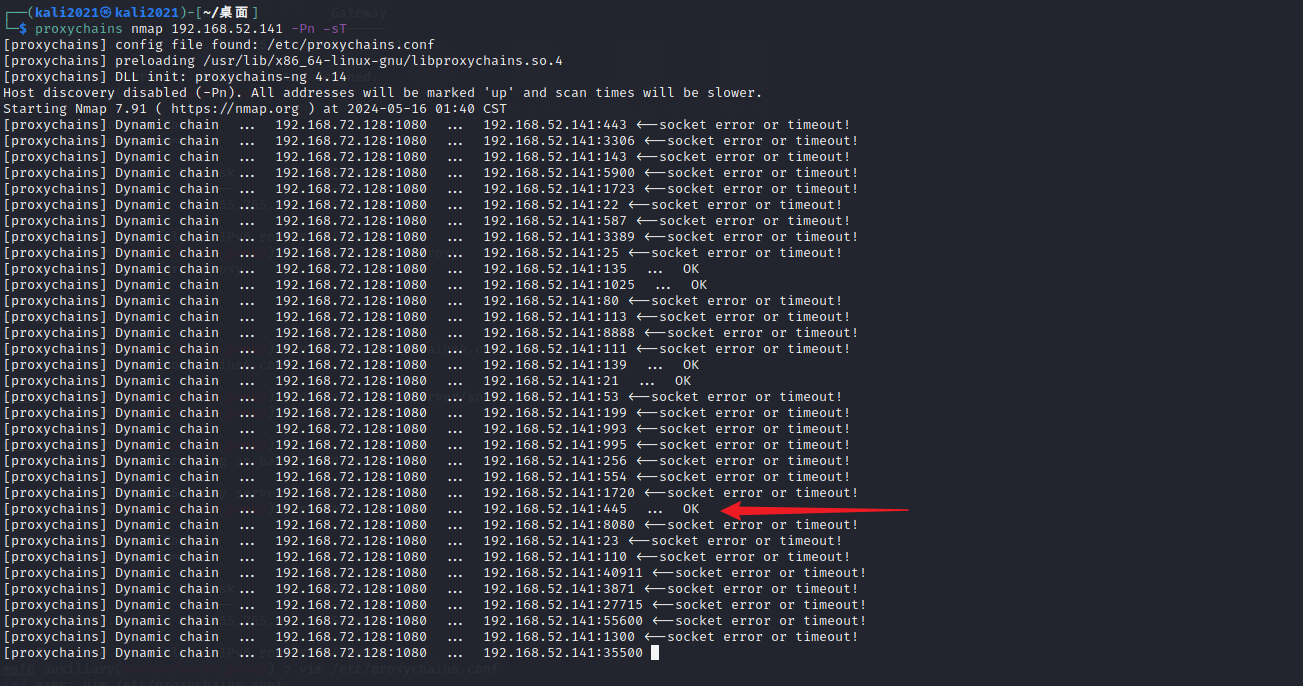 ┌──(kali2021㉿kali2021)-[~/桌面]
└─$ proxychains nmap 192.168.52.141 -Pn -sT
[proxychains] config file found: /etc/proxychains.conf
[proxychains] preloading /usr/lib/x86_64-linux-gnu/libproxychains.so.4
[proxychains] DLL init: proxychains-ng 4.14
Host discovery disabled (-Pn). All addresses will be marked 'up' and scan times will be slower.
Starting Nmap 7.91 ( https://nmap.org ) at 2024-05-16 01:40 CST
[proxychains] Dynamic chain  ...  192.168.72.128:1080  ...  192.168.52.141:443 <--socket error or timeout!
[proxychains] Dynamic chain  ...  192.168.72.128:1080  ...  192.168.52.141:3306 <--socket error or timeout!
[proxychains] Dynamic chain  ...  192.168.72.128:1080  ...  192.168.52.141:143 <--socket error or timeout!
[proxychains] Dynamic chain  ...  192.168.72.128:1080  ...  192.168.52.141:5900 <--socket error or timeout!
[proxychains] Dynamic chain  ...  192.168.72.128:1080  ...  192.168.52.141:1723 <--socket error or timeout!
[proxychains] Dynamic chain  ...  192.168.72.128:1080  ...  192.168.52.141:22 <--socket error or timeout!
[proxychains] Dynamic chain  ...  192.168.72.128:1080  ...  192.168.52.141:587 <--socket error or timeout!
[proxychains] Dynamic chain  ...  192.168.72.128:1080  ...  192.168.52.141:3389 <--socket error or timeout!
[proxychains] Dynamic chain  ...  192.168.72.128:1080  ...  192.168.52.141:25 <--socket error or timeout!
[proxychains] Dynamic chain  ...  192.168.72.128:1080  ...  192.168.52.141:135  ...  OK
[proxychains] Dynamic chain  ...  192.168.72.128:1080  ...  192.168.52.141:1025  ...  OK
[proxychains] Dynamic chain  ...  192.168.72.128:1080  ...  192.168.52.141:80 <--socket error or timeout!
[proxychains] Dynamic chain  ...  192.168.72.128:1080  ...  192.168.52.141:113 <--socket error or timeout!
[proxychains] Dynamic chain  ...  192.168.72.128:1080  ...  192.168.52.141:8888 <--socket error or timeout!
[proxychains] Dynamic chain  ...  192.168.72.128:1080  ...  192.168.52.141:111 <--socket error or timeout!
[proxychains] Dynamic chain  ...  192.168.72.128:1080  ...  192.168.52.141:139  ...  OK
[proxychains] Dynamic chain  ...  192.168.72.128:1080  ...  192.168.52.141:21  ...  OK
[proxychains] Dynamic chain  ...  192.168.72.128:1080  ...  192.168.52.141:53 <--socket error or timeout!
[proxychains] Dynamic chain  ...  192.168.72.128:1080  ...  192.168.52.141:199 <--socket error or timeout!
[proxychains] Dynamic chain  ...  192.168.72.128:1080  ...  192.168.52.141:993 <--socket error or timeout!
[proxychains] Dynamic chain  ...  192.168.72.128:1080  ...  192.168.52.141:995 <--socket error or timeout!
[proxychains] Dynamic chain  ...  192.168.72.128:1080  ...  192.168.52.141:256 <--socket error or timeout!
[proxychains] Dynamic chain  ...  192.168.72.128:1080  ...  192.168.52.141:554 <--socket error or timeout!
[proxychains] Dynamic chain  ...  192.168.72.128:1080  ...  192.168.52.141:1720 <--socket error or timeout!
[proxychains] Dynamic chain  ...  192.168.72.128:1080  ...  192.168.52.141:445  ...  OK
[proxychains] Dynamic chain  ...  192.168.72.128:1080  ...  192.168.52.141:8080 <--socket error or timeout!
[proxychains] Dynamic chain  ...  192.168.72.128:1080  ...  192.168.52.141:23 <--socket error or timeout!
[proxychains] Dynamic chain  ...  192.168.72.128:1080  ...  192.168.52.141:110 <--socket error or timeout!
[proxychains] Dynamic chain  ...  192.168.72.128:1080  ...  192.168.52.141:40911 <--socket error or timeout!
[proxychains] Dynamic chain  ...  192.168.72.128:1080  ...  192.168.52.141:3871 <--socket error or timeout!
[proxychains] Dynamic chain  ...  192.168.72.128:1080  ...  192.168.52.141:27715 <--socket error or timeout!
[proxychains] Dynamic chain  ...  192.168.72.128:1080  ...  192.168.52.141:55600 <--socket error or timeout!
[proxychains] Dynamic chain  ...  192.168.72.128:1080  ...  192.168.52.141:1300 <--socket error or timeout!
[proxychains] Dynamic chain  ...  192.168.72.128:1080  ...  192.168.52.141:35500